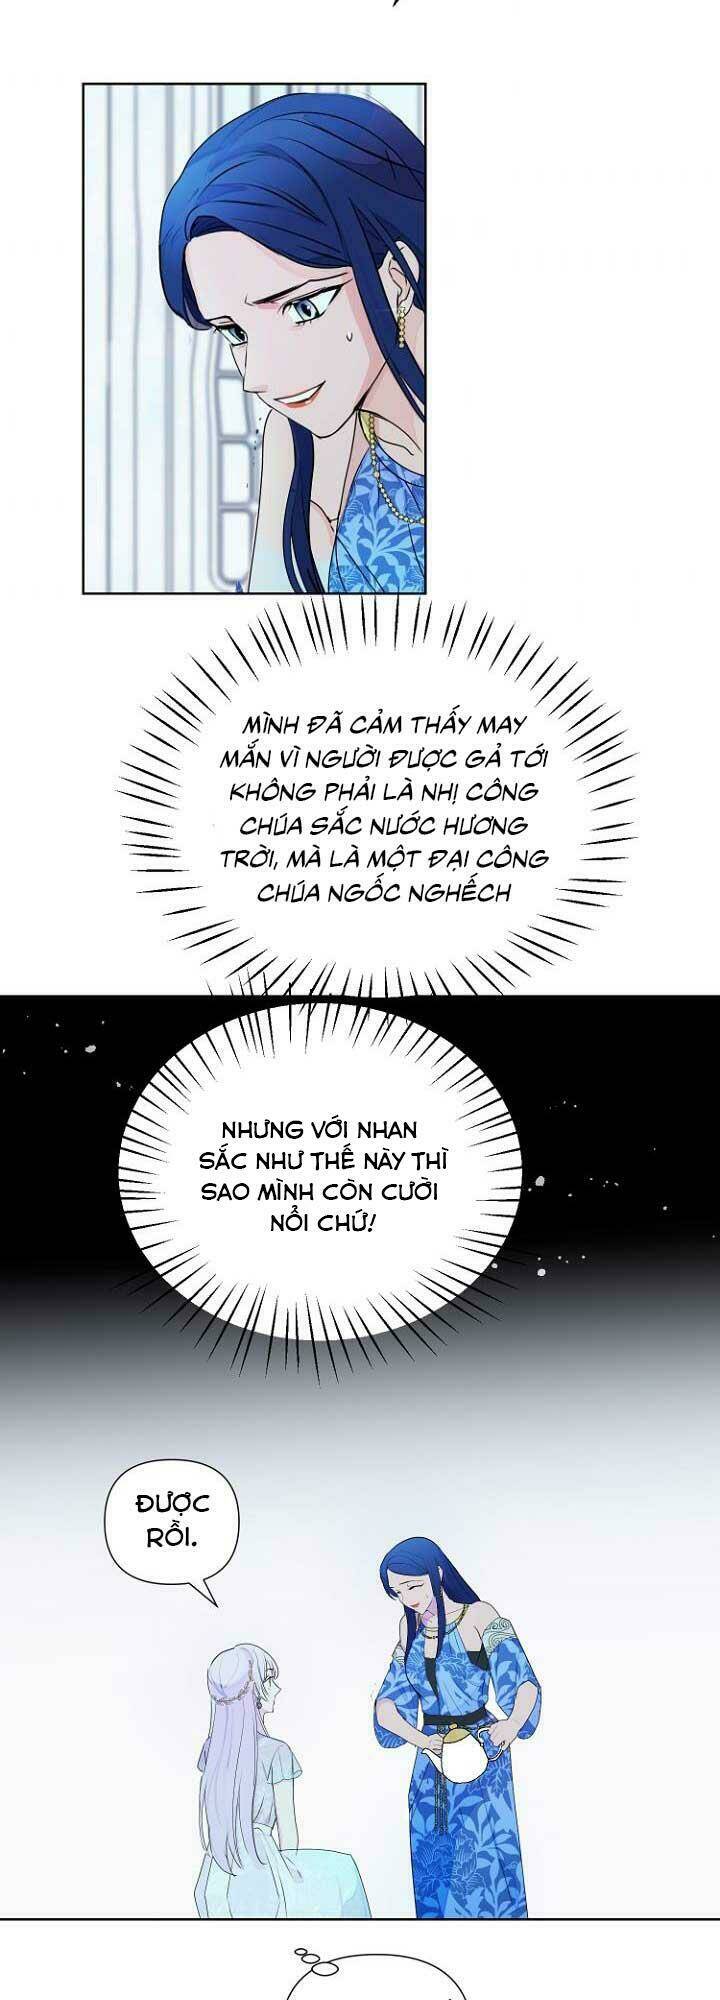 MÌNH ĐÃ CẢM THẤY MAY
MẮN VÌ NGƯỜI ĐƯỢC GẢ TỚI
KHÔNG PHẢI LÀ NHỊ CÔNG
CHÚA SẮC NƯỚC HƯƠNG
TRỜI, MÀ LÀ MỘT ĐẠI CÔNG
CHÚA NGỐC NGHẾCH
NHƯNG VỚI NHAN
SẮC NHƯ THẾ NÀY THÌ
SAO MÌNH CÒN CƯỜI
NỔI CHỨ!
ĐƯỢC
RỒI.